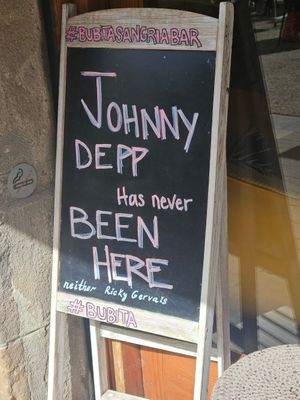 #BUBITASANGRIABAR
JOHNNY
DEPP
Has never
BEEN
HERE
neither Ricky Gervais
#BUBITA